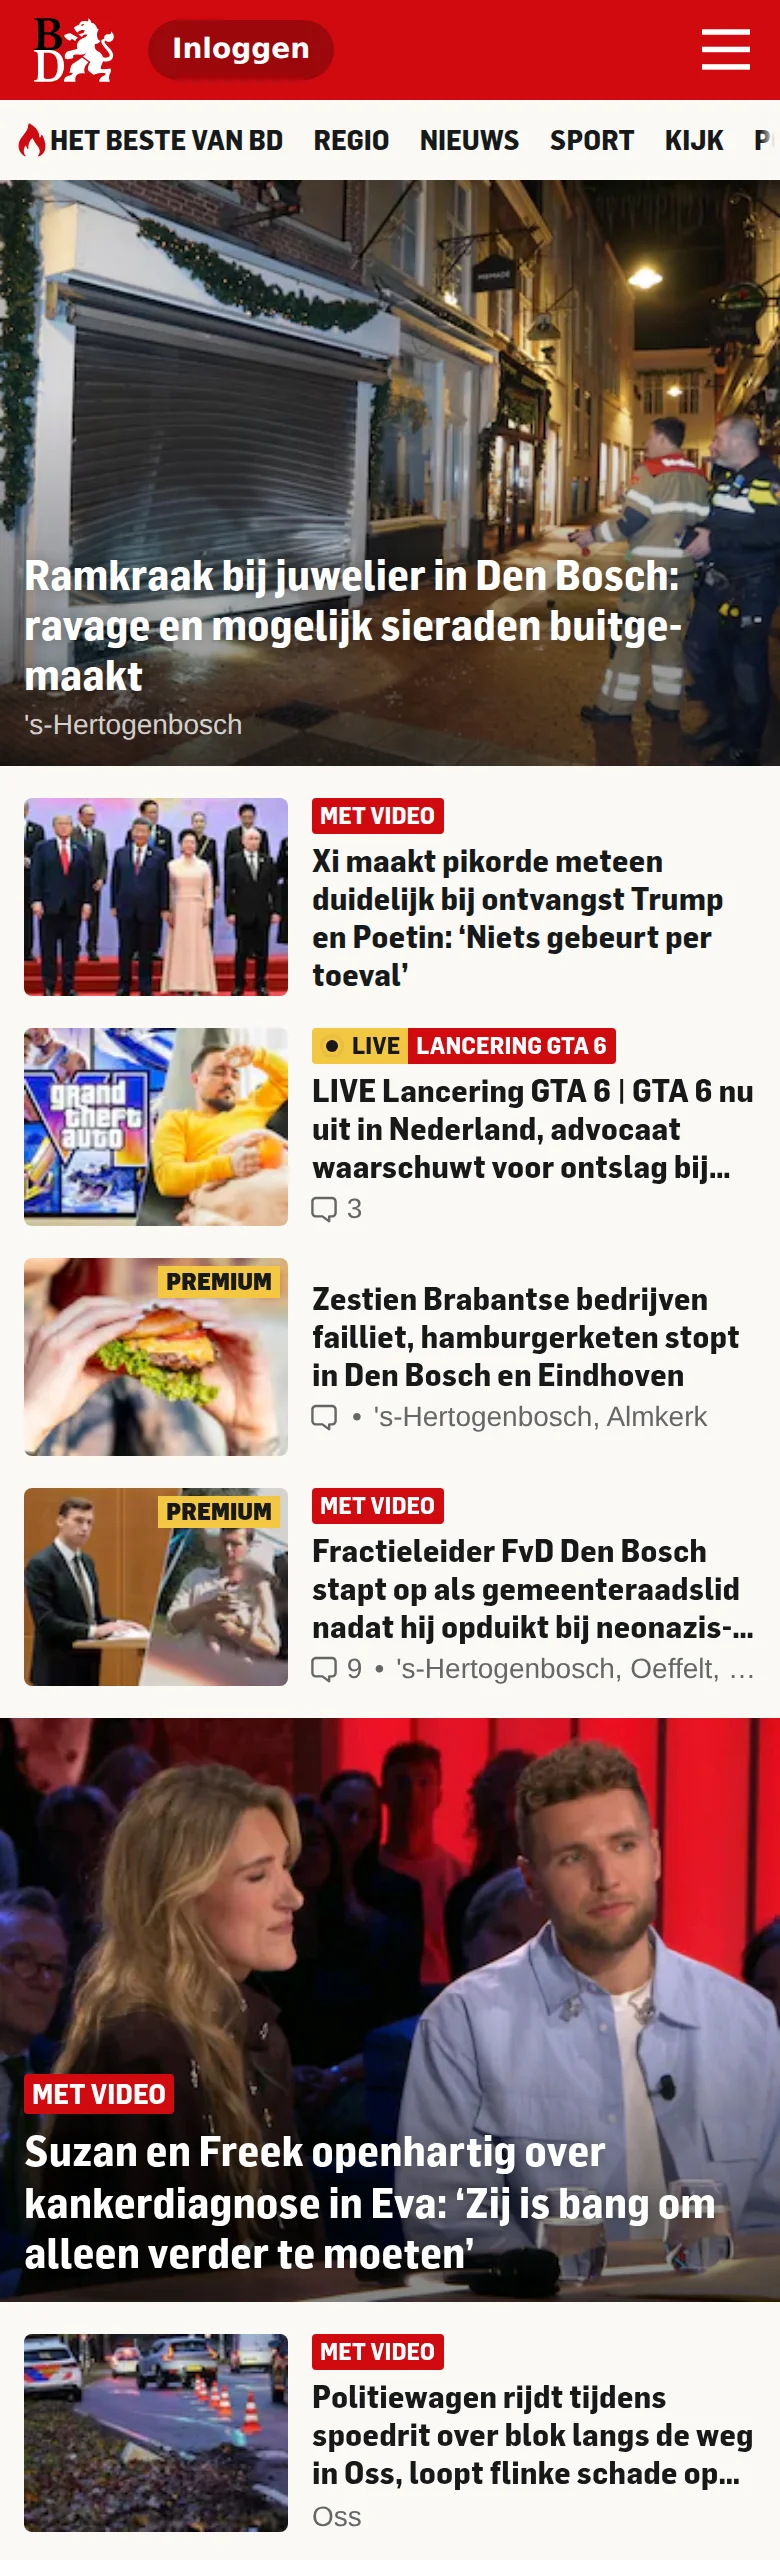 BD
Inloggen
HET BESTE VAN BD REGIO NIEUWS SPORT KIJK
MOMADE
Ramkraak bij juwelier in Den Bosch:
ravage en mogelijk sieraden buitge-
maakt
's-Hertogenbosch
MET VIDEO
Xi maakt pikorde meteen
duidelijk bij ontvangst Trump
en Poetin: ‘Niets gebeurt per
toeval’
LIVE LANCERING GTA 6
grand
theft
auto
LIVE Lancering GTA 6 | GTA 6 nu
uit in Nederland, advocaat
waarschuwt voor ontslag bij...
3
PREMIUM
Zestien Brabantse bedrijven
failliet, hamburgerketen stopt
in Den Bosch en Eindhoven
• 's-Hertogenbosch, Almkerk
PREMIUM
MET VIDEO
Fractieleider FvD Den Bosch
stapt op als gemeenteraadslid
nadat hij opduikt bij neonazis-...
9 • 's-Hertogenbosch, Oeffelt, ...
MET VIDEO
Suzan en Freek openhartig over
kankerdiagnose in Eva: ‘Zij is bang om
alleen verder te moeten’
MET VIDEO
Politiewagen rijdt tijdens
spoedrit over blok langs de weg
in Oss, loopt flinke schade op...
Oss